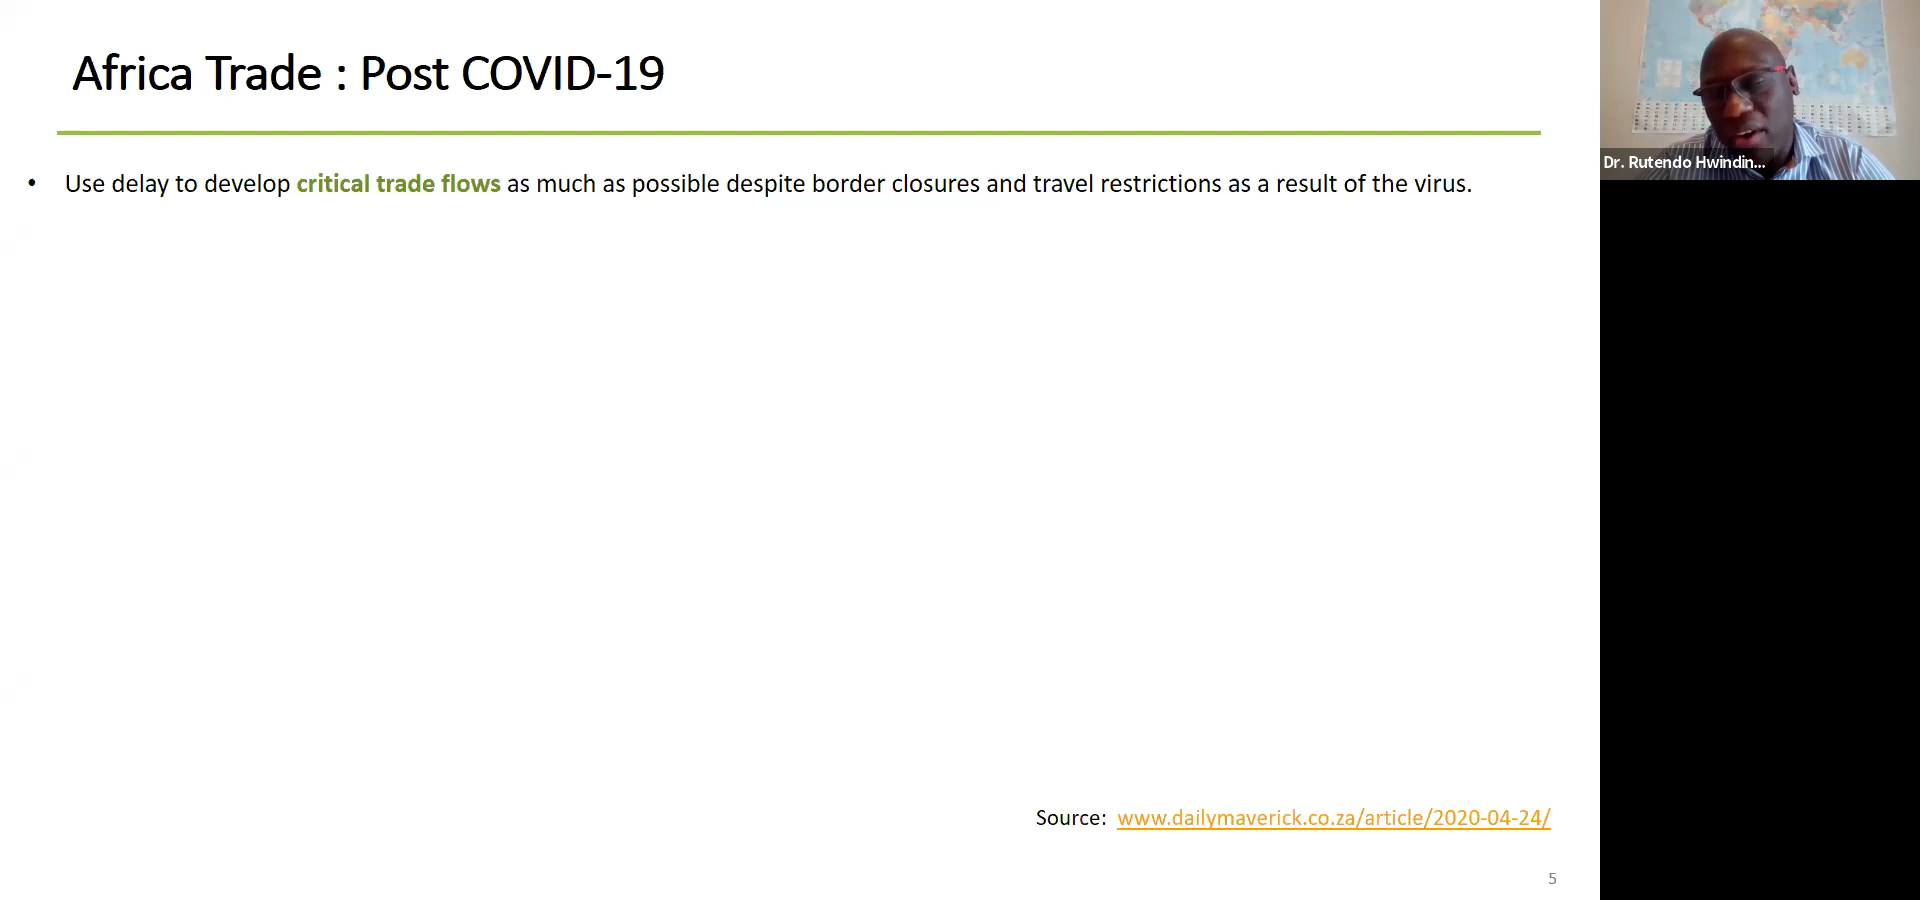 Africa Trade : Post COVID-19
• Use delay to develop critical trade flows as much as possible despite border closures and travel restrictions as a result of the virus.
Source: www.dailymaverick.co.za/article/2020-04-24/
5
Dr. Rutendo Hwindin...